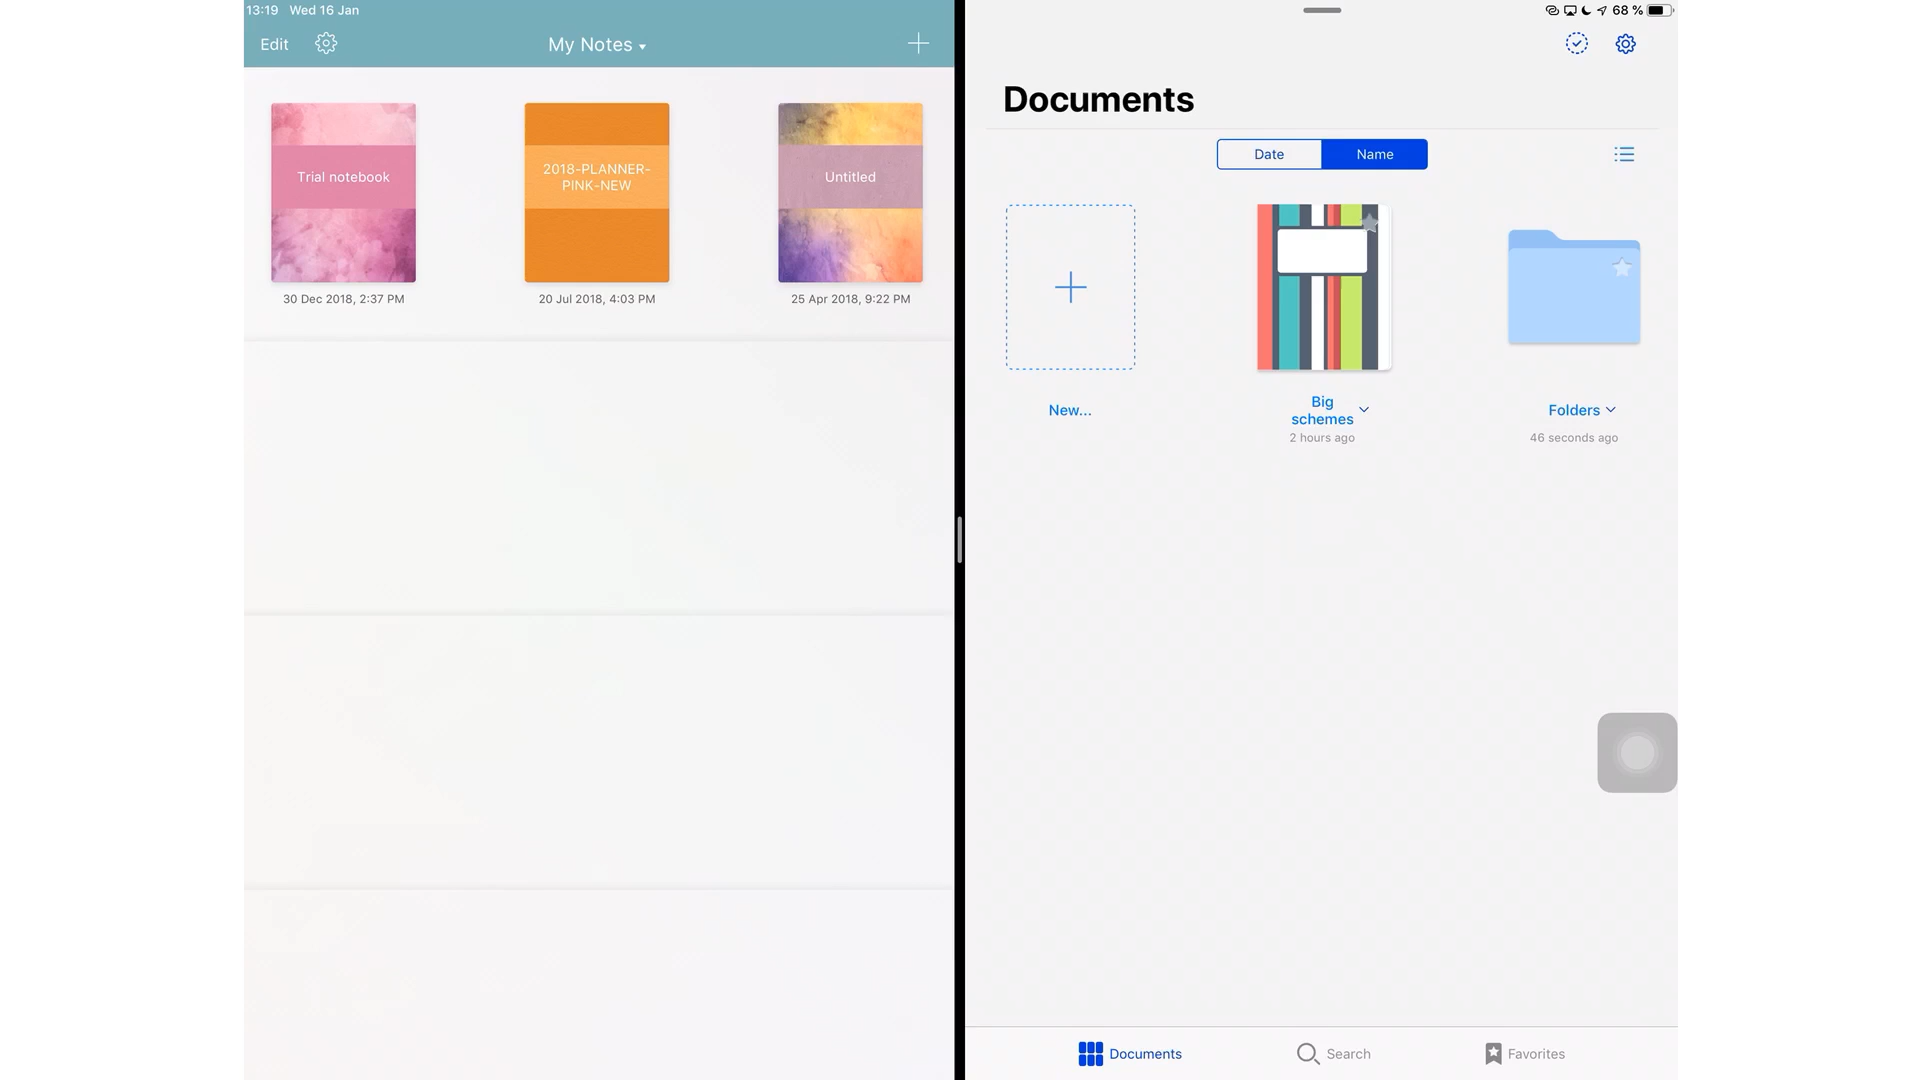 13:19 Wed 16 Jan
Edit
My Notes
Trial notebook
30 Dec 2018, 2:37 PM
2018-PLANNER-
PINK-NEW
20 Jul 2018, 4:03 PM
Untitled
25 Apr 2018, 9:22 PM
68 %
Documents
Date
Name
New...
Big
schemes
2 hours ago
Folders
46 seconds ago
Documents
Search
Favorites